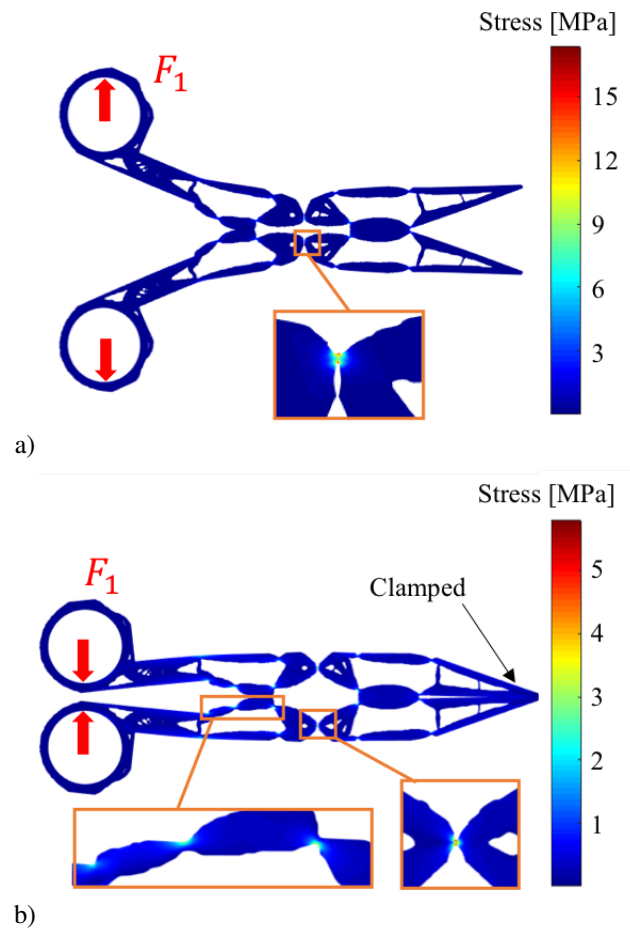 Stress [MPa]
F₁
15
12
9
6
3
a)
Stress [MPa]
F₁
Clamped
5
4
3
2
1
b)